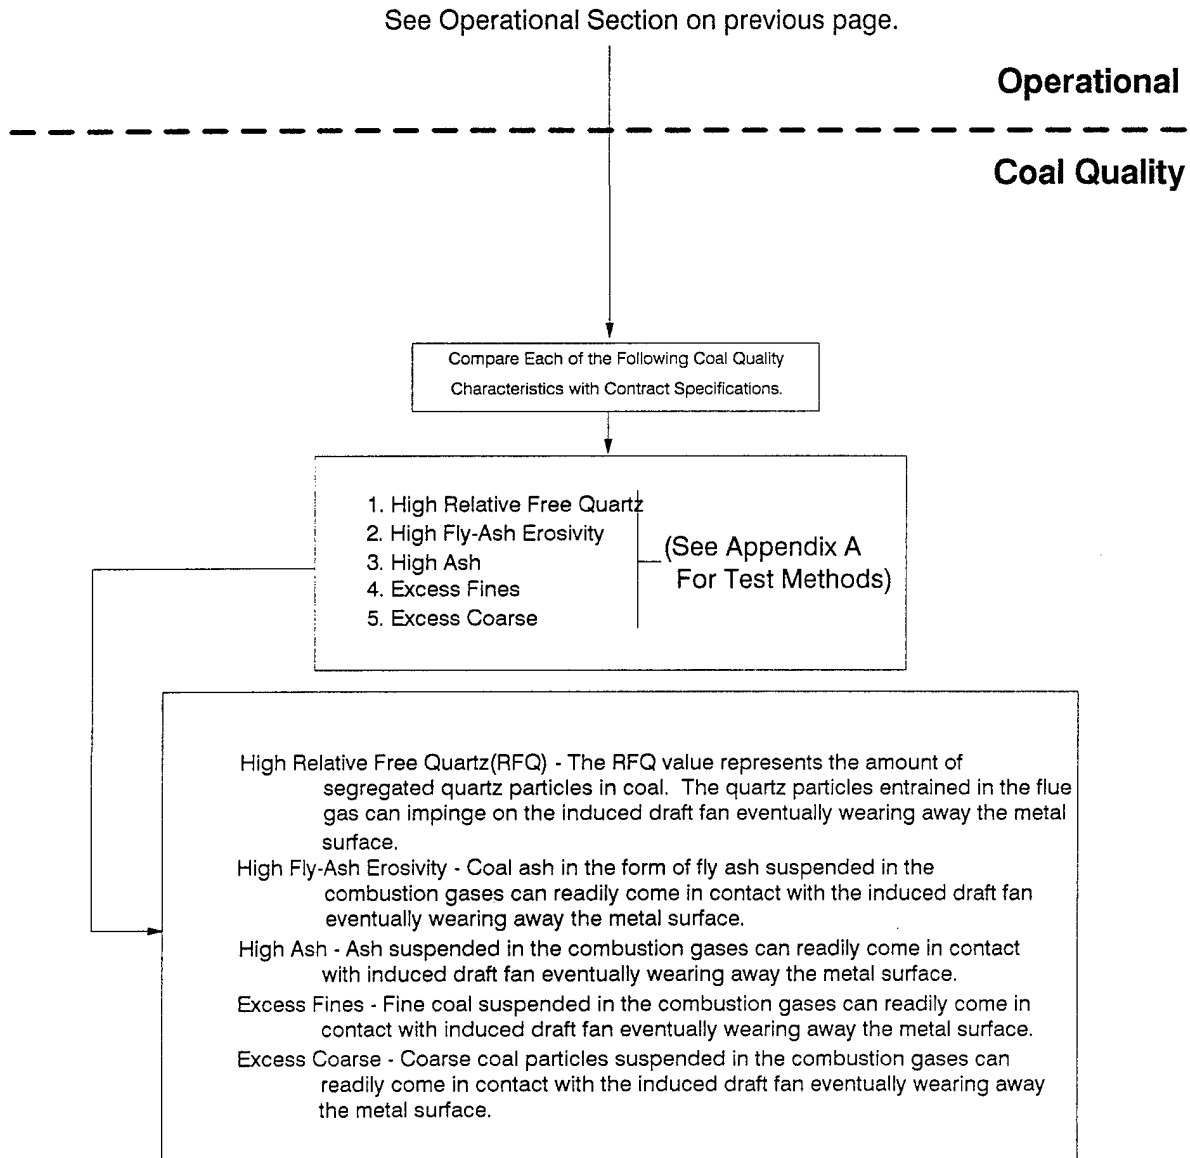 See Operational Section on previous page.
Operational
Coal Quality
Compare Each of the Following Coal Quality
Characteristics with Contract Specifications.
1. High Relative Free Quartz
2. High Fly-Ash Erosivity
3. High Ash
4. Excess Fines
5. Excess Coarse
(See Appendix A
For Test Methods)
High Relative Free Quartz(RFQ) - The RFQ value represents the amount of
segregated quartz particles in coal. The quartz particles entrained in the flue
gas can impinge on the induced draft fan eventually wearing away the metal
surface.
High Fly-Ash Erosivity - Coal ash in the form of fly ash suspended in the
combustion gases can readily come in contact with the induced draft fan
eventually wearing away the metal surface.
High Ash - Ash suspended in the combustion gases can readily come in contact
with induced draft fan eventually wearing away the metal surface.
Excess Fines - Fine coal suspended in the combustion gases can readily come in
contact with induced draft fan eventually wearing away the metal surface.
Excess Coarse - Coarse coal particles suspended in the combustion gases can
readily come in contact with the induced draft fan eventually wearing away
the metal surface.